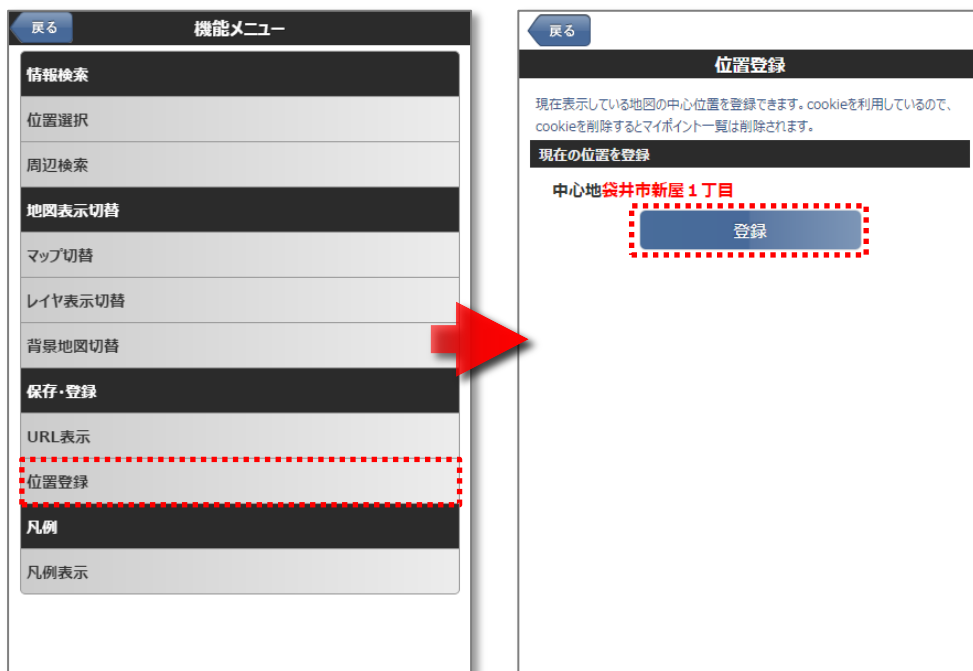 戻る
機能メニュー
情報検索
位置選択
周辺検索
地図表示切替
マップ切替
レイヤ表示切替
背景地図切替
保存・登録
URL表示
位置登録
凡例
凡例表示
戻る
位置登録
現在表示している地図の中心位置を登録できます。cookieを利用しているので、
cookieを削除するとマイポイント一覧は削除されます。
現在の位置を登録
中心地袋井市新屋１丁目
登録